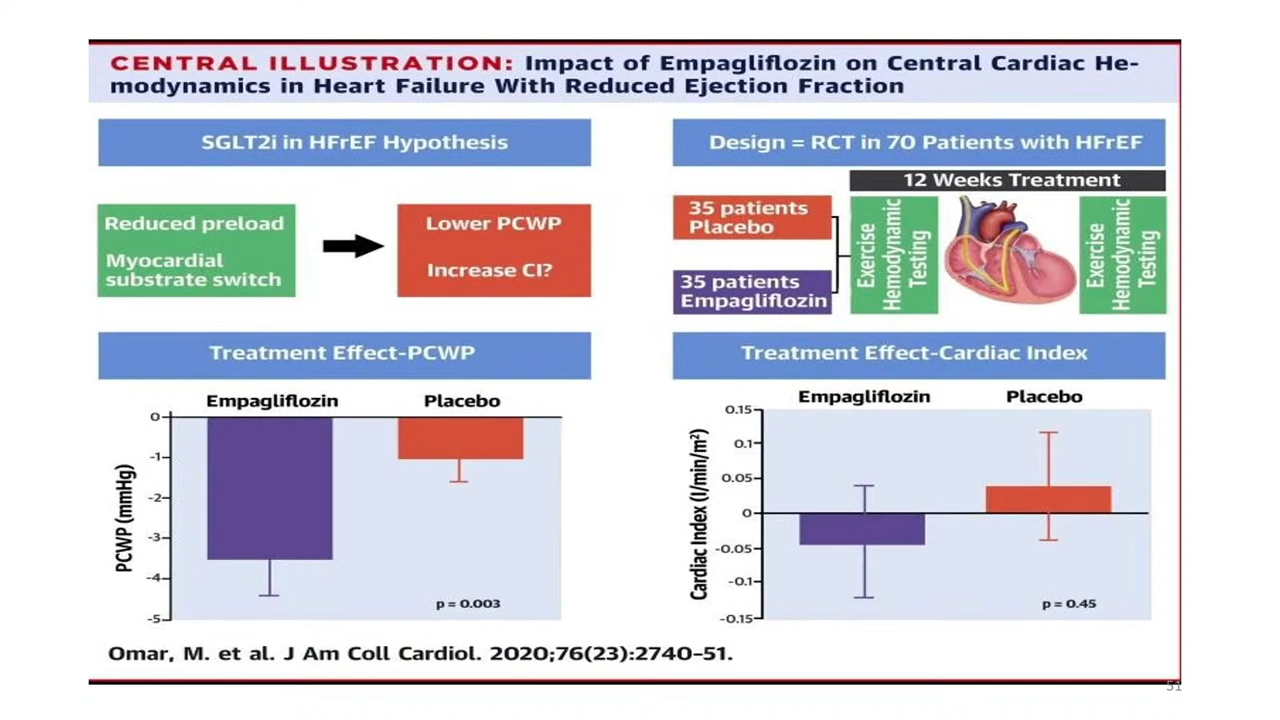 CENTRAL ILLUSTRATION: Impact of Empagliflozin on Central Cardiac He-
modynamics in Heart Failure With Reduced Ejection Fraction
SGLT2i in HFrEF Hypothesis
Reduced preload
Myocardial
substrate switch
Lower PCWP
Increase CI?
Design = RCT in 70 Patients with HFrEF
12 Weeks Treatment
35 patients
Placebo
35 patients
Empagliflozin
Exercise
Hemodynamic
Testing
Exercise
Hemodynamic
Testing
Treatment Effect-PCWP
Empagliflozin
Placebo
PCWP (mmHg)
0
-1
-2
-3
-4
-5
p = 0.003
Treatment Effect-Cardiac Index
Empagliflozin
Placebo
Cardiac Index (l/min/m²)
0.15
0.1
0.05
0
-0.05
-0.1
-0.15
p = 0.45
Omar, M. et al. J Am Coll Cardiol. 2020;76(23):2740–51.
51